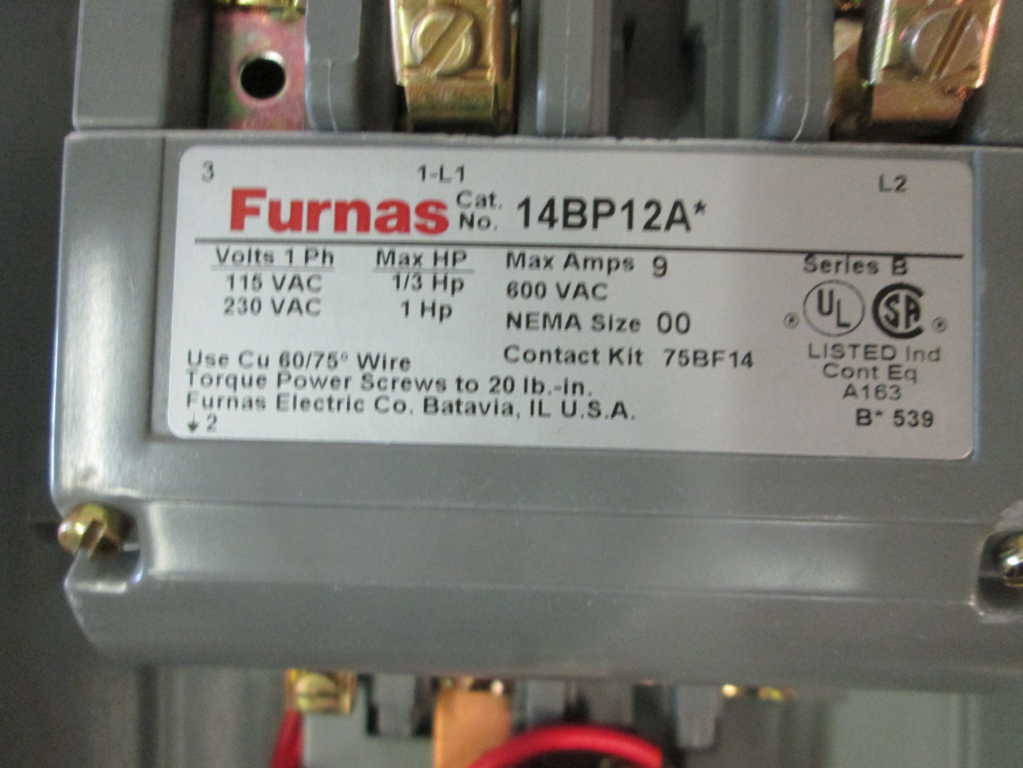 3 1-L1 L2
Furnas Cat. No. 14BP12A*
Volts 1 Ph Max HP Max Amps 9 Series B
115 VAC 1/3 Hp 600 VAC
230 VAC 1 Hp NEMA Size 00
UL SA
Contact Kit 75BF14 LISTED Ind
Use Cu 60/75° Wire Cont Eq
Torque Power Screws to 20 lb.-in. A163
Furnas Electric Co. Batavia, IL U.S.A. B* 539
2